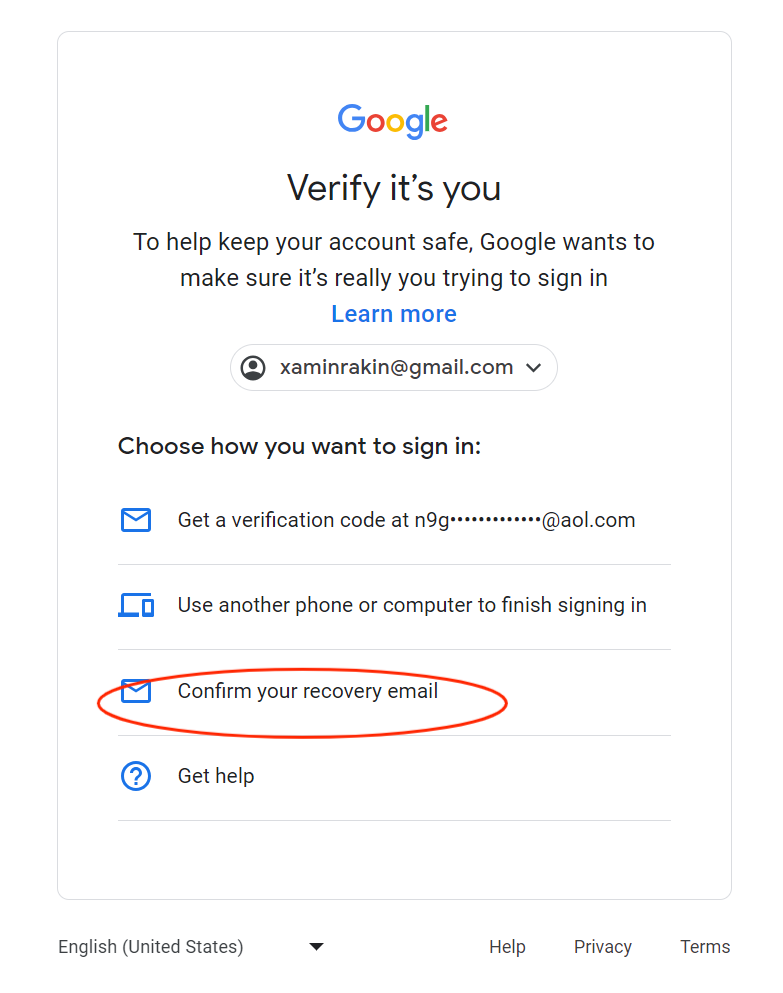 Google
Verify it’s you
To help keep your account safe, Google wants to
make sure it’s really you trying to sign in
Learn more
xaminrakin@gmail.com
Choose how you want to sign in:
Get a verification code at n9g•••••••••••••@aol.com
Use another phone or computer to finish signing in
Confirm your recovery email
Get help
English (United States) Help Privacy Terms